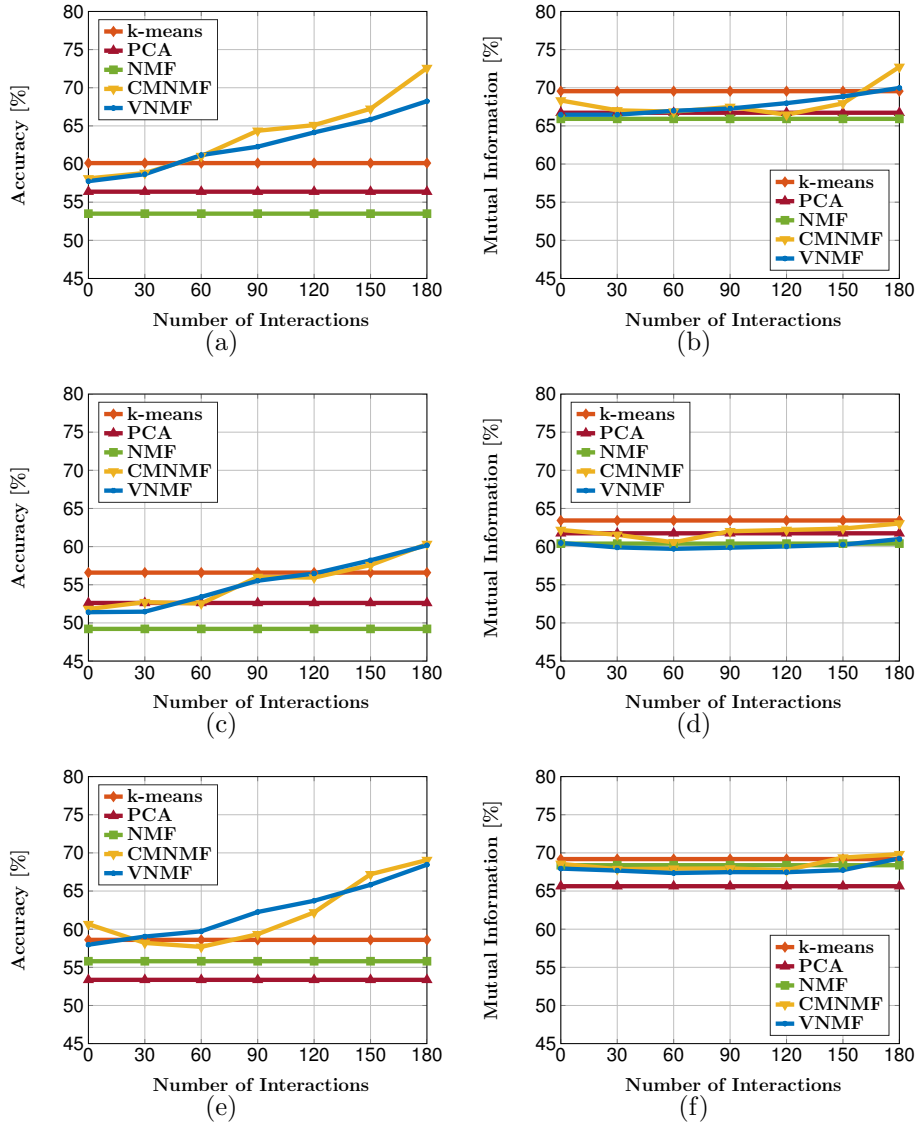 80
75
70
65
60
55
50
45
0 30 60 90 120 150 180
Accuracy [%]
Number of Interactions
k-means
PCA
NMF
CMNMF
VNMF
(a)
80
75
70
65
60
55
50
45
0 30 60 90 120 150 180
Mutual Information [%]
Number of Interactions
k-means
PCA
NMF
CMNMF
VNMF
(b)
80
75
70
65
60
55
50
45
0 30 60 90 120 150 180
Accuracy [%]
Number of Interactions
k-means
PCA
NMF
CMNMF
VNMF
(c)
80
75
70
65
60
55
50
45
0 30 60 90 120 150 180
Mutual Information [%]
Number of Interactions
k-means
PCA
NMF
CMNMF
VNMF
(d)
80
75
70
65
60
55
50
45
0 30 60 90 120 150 180
Accuracy [%]
Number of Interactions
k-means
PCA
NMF
CMNMF
VNMF
(e)
80
75
70
65
60
55
50
45
0 30 60 90 120 150 180
Mutual Information [%]
Number of Interactions
k-means
PCA
NMF
CMNMF
VNMF
(f)